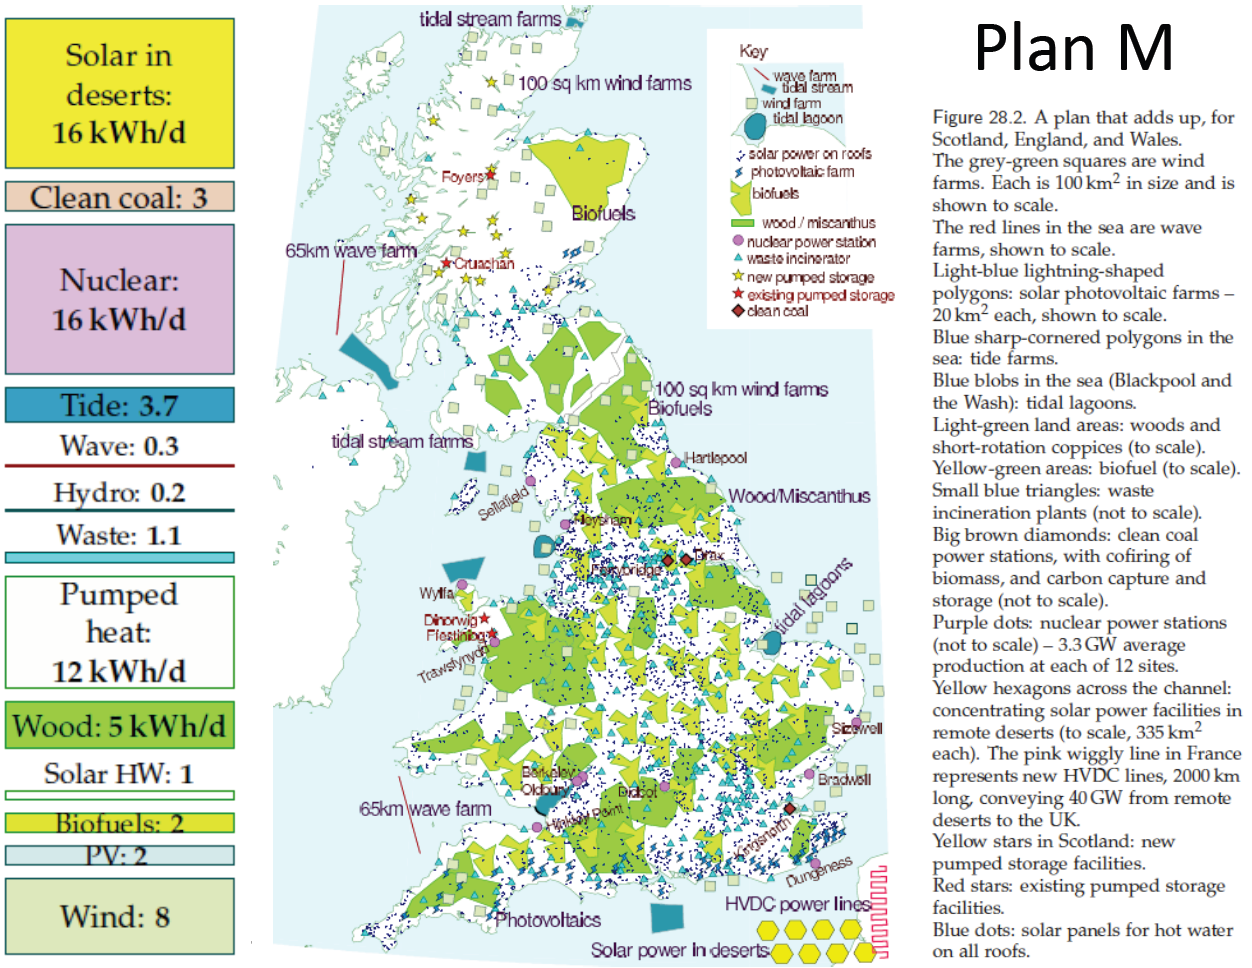 Plan M
Solar in
deserts:
16 kWh/d
Clean coal: 3
Nuclear:
16 kWh/d
Tide: 3.7
Wave: 0.3
Hydro: 0.2
Waste: 1.1
Pumped
heat:
12 kWh/d
Wood: 5 kWh/d
Solar HW: 1
Biofuels: 2
PV: 2
Wind: 8
tidal stream farms
100 sq km wind farms
Foyers
Biofuels
65km wave farm
Cruachan
100 sq km wind farms
Biofuels
tidal stream farms
Hartlepool
Sellafield
Wood/Miscanthus
Heysham
Drax
Ferrybridge
Wylfa
tidal lagoons
Dinorwig
Ffestiniog
Trawsfynydd
Sizewell
Berkeley
Oldbury
Didcot
Bradwell
65km wave farm
Hinkley Point
Kingsnorth
Dungeness
Photovoltaics
HVDC power lines
Solar power in deserts
Key
wave farm
tidal stream
wind farm
tidal lagoon
solar power on roofs
photovoltaic farm
biofuels
wood / miscanthus
nuclear power station
waste incinerator
new pumped storage
existing pumped storage
clean coal
Figure 28.2. A plan that adds up, for
Scotland, England, and Wales.
The grey-green squares are wind
farms. Each is 100 km² in size and is
shown to scale.
The red lines in the sea are wave
farms, shown to scale.
Light-blue lightning-shaped
polygons: solar photovoltaic farms –
20 km² each, shown to scale.
Blue sharp-cornered polygons in the
sea: tide farms.
Blue blobs in the sea (Blackpool and
the Wash): tidal lagoons.
Light-green land areas: woods and
short-rotation coppices (to scale).
Yellow-green areas: biofuel (to scale).
Small blue triangles: waste
incineration plants (not to scale).
Big brown diamonds: clean coal
power stations, with cofiring of
biomass, and carbon capture and
storage (not to scale).
Purple dots: nuclear power stations
(not to scale) – 3.3 GW average
production at each of 12 sites.
Yellow hexagons across the channel:
concentrating solar power facilities in
remote deserts (to scale, 335 km²
each). The pink wiggly line in France
represents new HVDC lines, 2000 km
long, conveying 40 GW from remote
deserts to the UK.
Yellow stars in Scotland: new
pumped storage facilities.
Red stars: existing pumped storage
facilities.
Blue dots: solar panels for hot water
on all roofs.